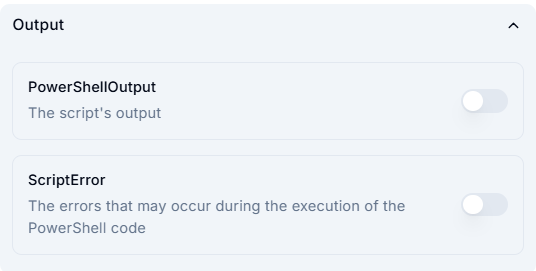 Output
PowerShellOutput
The script's output
ScriptError
The errors that may occur during the execution of the
PowerShell code